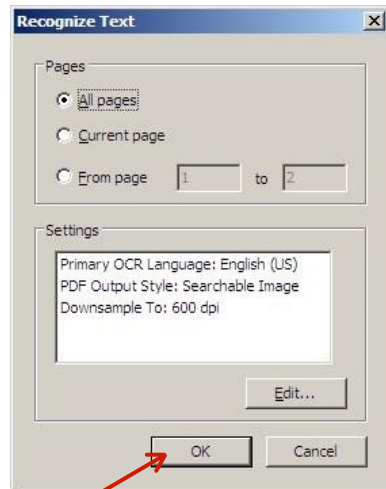 Recognize Text
Pages
All pages
Current page
From page 1 to 2
Settings
Primary OCR Language: English (US)
PDF Output Style: Searchable Image
Downsample To: 600 dpi
Edit...
OK Cancel